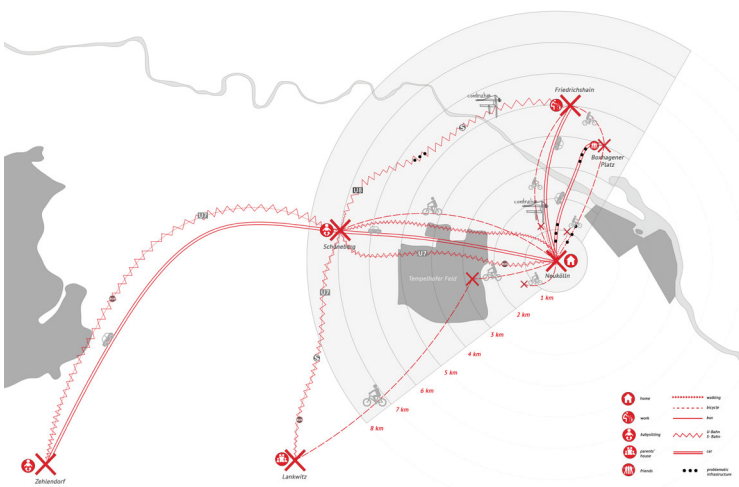 Friedrichshain
Boxhagener
Platz
S
U8
U7
Schöneberg
U7
Tempelhofer Feld
Neukölln
1 km
2 km
3 km
4 km
5 km
6 km
7 km
8 km
U7
S
Zehlendorf
Lankwitz
home
work
babysitting
parents'
house
friends
walking
bicycle
bus
U-Bahn
S-Bahn
car
problematic
infrastructure